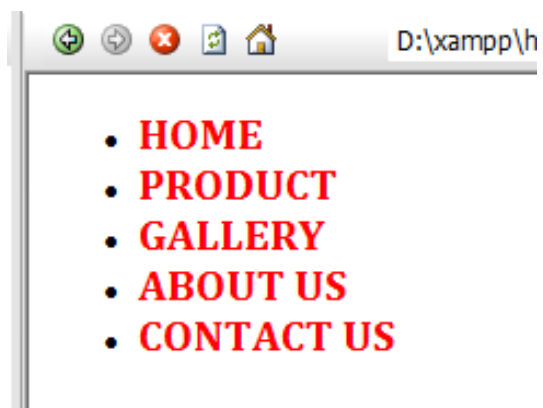 D:\xampp\h
HOME
PRODUCT
GALLERY
ABOUT US
CONTACT US